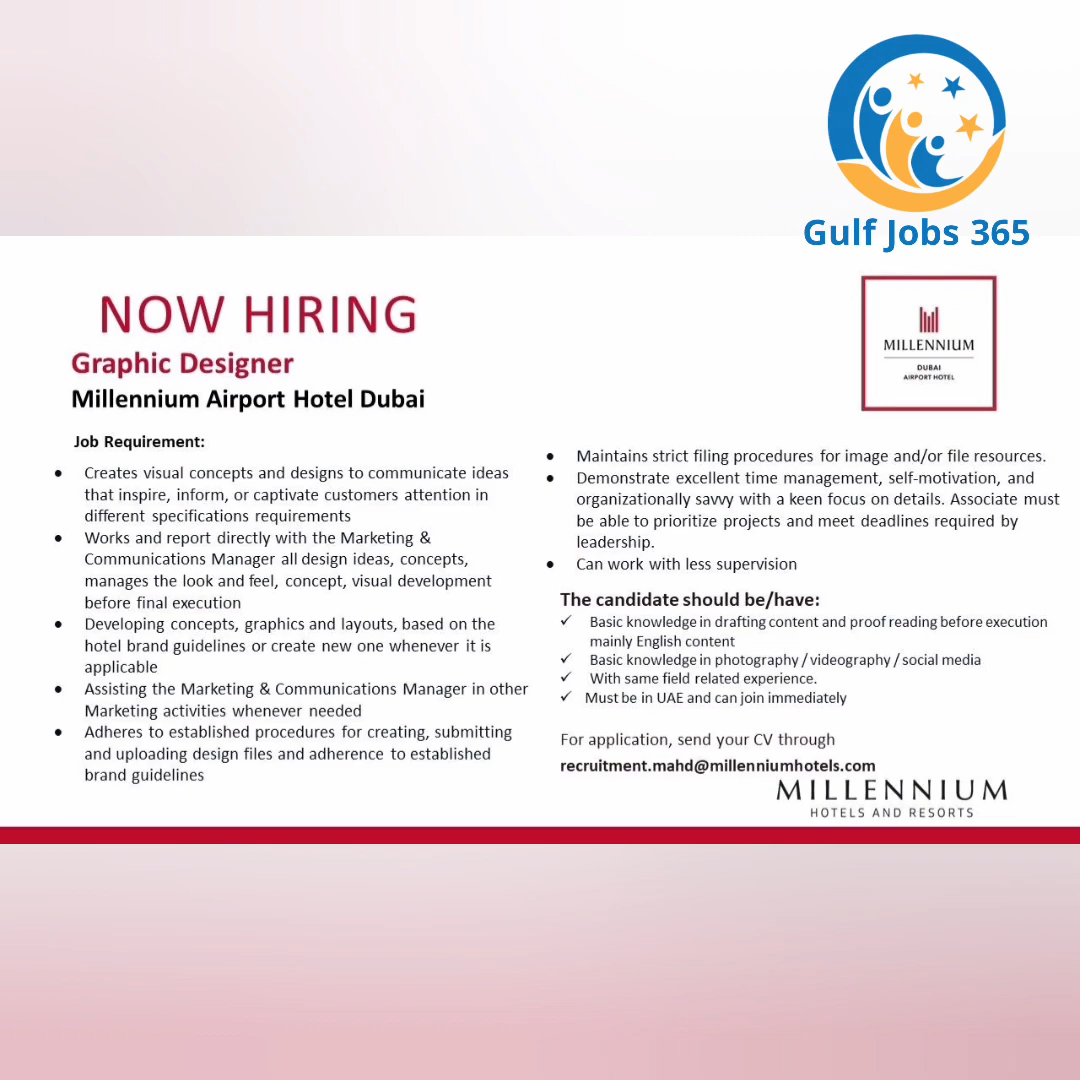 Gulf Jobs 365
NOW HIRING
Graphic Designer
Millennium Airport Hotel Dubai
MILLENNIUM
DUBAI
AIRPORT HOTEL
Job Requirement:
• Creates visual concepts and designs to communicate ideas
that inspire, inform, or captivate customers attention in
different specifications requirements
• Works and report directly with the Marketing &
Communications Manager all design ideas, concepts,
manages the look and feel, concept, visual development
before final execution
• Developing concepts, graphics and layouts, based on the
hotel brand guidelines or create new one whenever it is
applicable
• Assisting the Marketing & Communications Manager in other
Marketing activities whenever needed
• Adheres to established procedures for creating, submitting
and uploading design files and adherence to established
brand guidelines
• Maintains strict filing procedures for image and/or file resources.
• Demonstrate excellent time management, self-motivation, and
organizationally savvy with a keen focus on details. Associate must
be able to prioritize projects and meet deadlines required by
leadership.
• Can work with less supervision
The candidate should be/have:
✓ Basic knowledge in drafting content and proof reading before execution
mainly English content
✓ Basic knowledge in photography / videography / social media
✓ With same field related experience.
✓ Must be in UAE and can join immediately
For application, send your CV through
recruitment.mahd@millenniumhotels.com
MILLENNIUM
HOTELS AND RESORTS